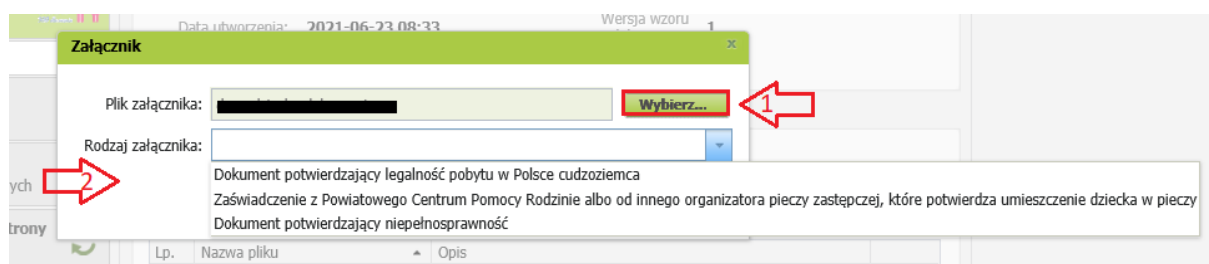 Wersja wzoru
Data utworzenia: 2021-06-23 08:33
1
Załącznik x
Plik załącznika:
Wybierz...
1
Rodzaj załącznika:
2
Dokument potwierdzający legalność pobytu w Polsce cudzoziemca
ych
Zaświadczenie z Powiatowego Centrum Pomocy Rodzinie albo od innego organizatora pieczy zastępczej, które potwierdza umieszczenie dziecka w pieczy
Dokument potwierdzający niepełnosprawność
trony
Lp. Nazwa pliku Opis